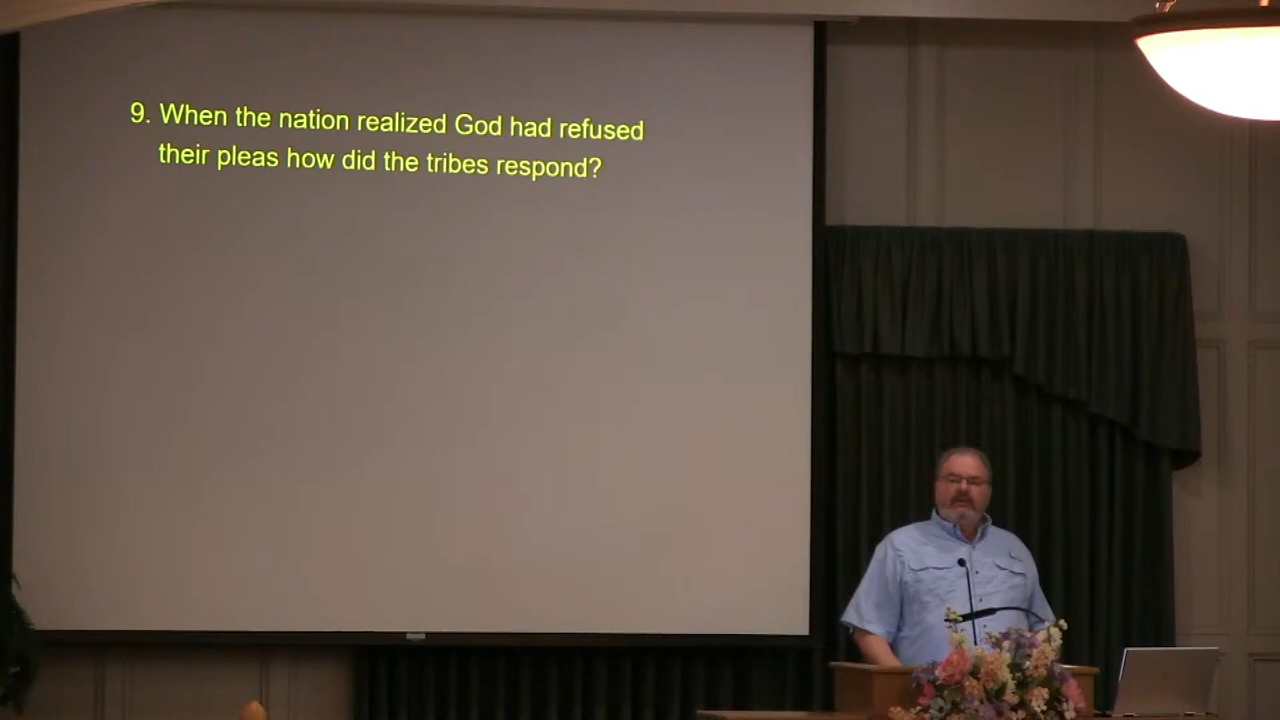 9. When the nation realized God had refused
their pleas how did the tribes respond?